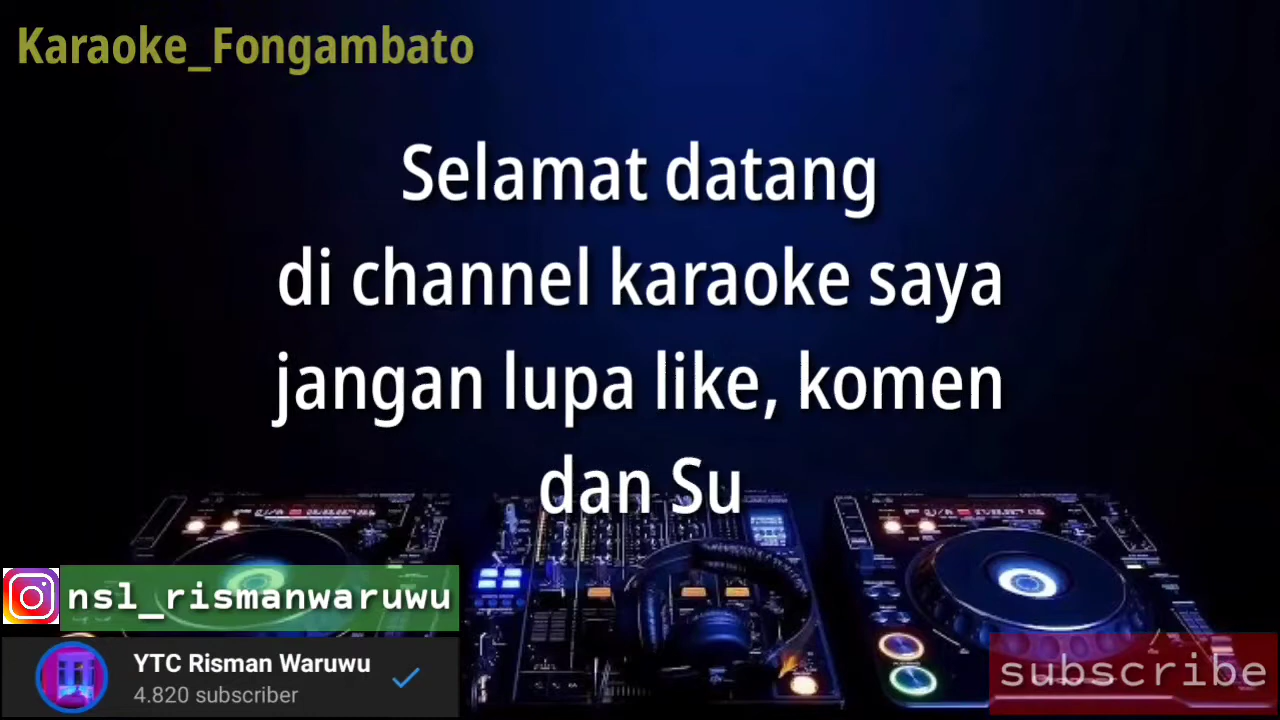 Karaoke_Fongambato
Selamat datang
di channel karaoke saya
jangan lupa like, komen
dan Su
nsl_rismanwaruwu
YTC Risman Waruwu
4.820 subscriber
subscribe